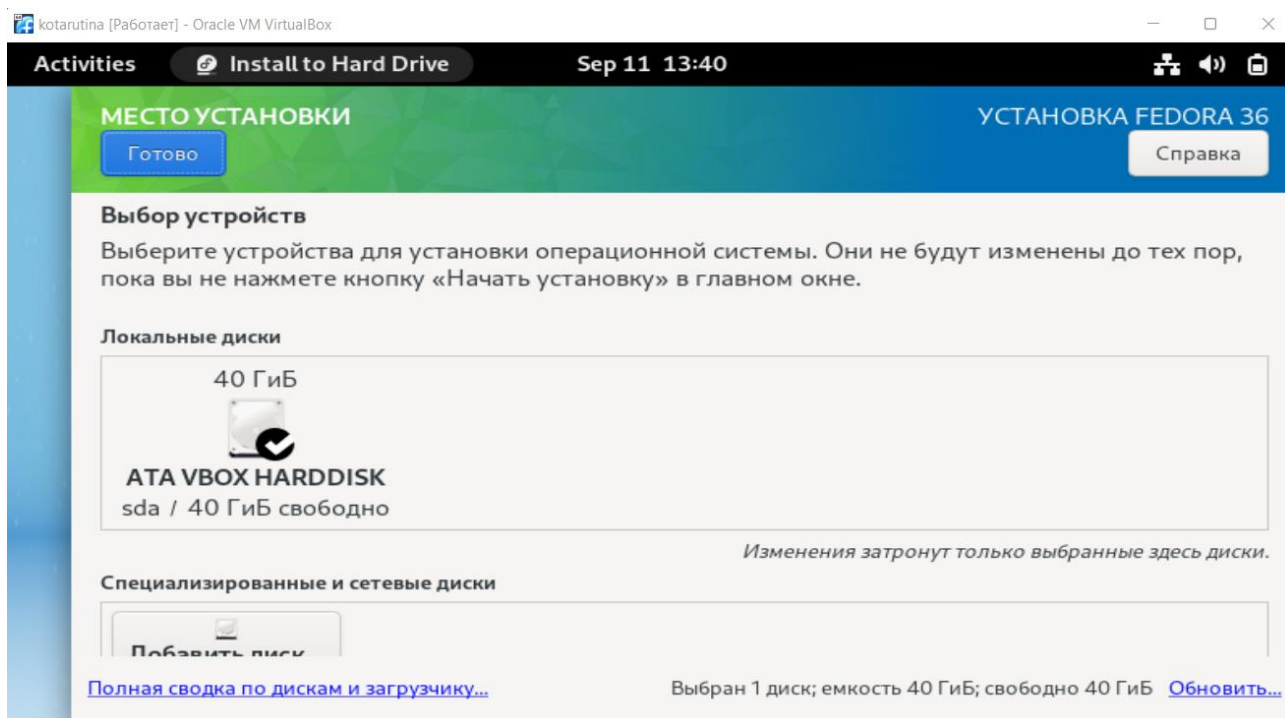 kotarutina [Работает] - Oracle VM VirtualBox
Activities Install to Hard Drive Sep 11 13:40
МЕСТО УСТАНОВКИ УСТАНОВКА FEDORA 36
Готово Справка
Выбор устройств
Выберите устройства для установки операционной системы. Они не будут изменены до тех пор,
пока вы не нажмете кнопку «Начать установку» в главном окне.
Локальные диски
40 ГиБ
ATA VBOX HARDDISK
sda / 40 ГиБ свободно
Изменения затронут только выбранные здесь диски.
Специализированные и сетевые диски
Добавить диск
Полная сводка по дискам и загрузчику... Выбран 1 диск; емкость 40 ГиБ; свободно 40 ГиБ Обновить...